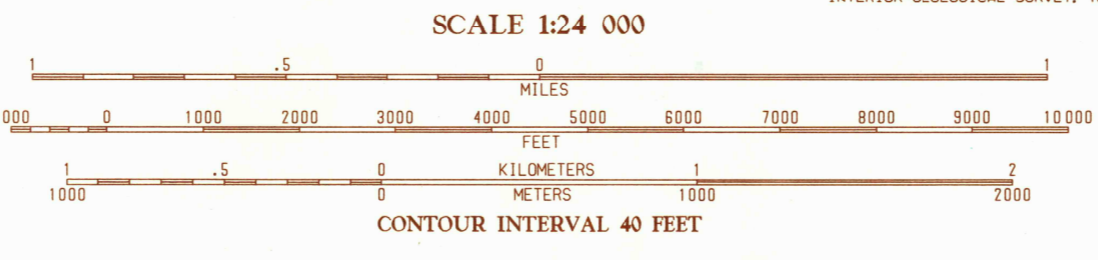 SCALE 1:24 000
1 .5 0 1
MILES
000 0 1000 2000 3000 4000 5000 6000 7000 8000 9000 10 000
FEET
1 .5 0 KILOMETERS 1 2
1000 0 METERS 1000 2000
CONTOUR INTERVAL 40 FEET